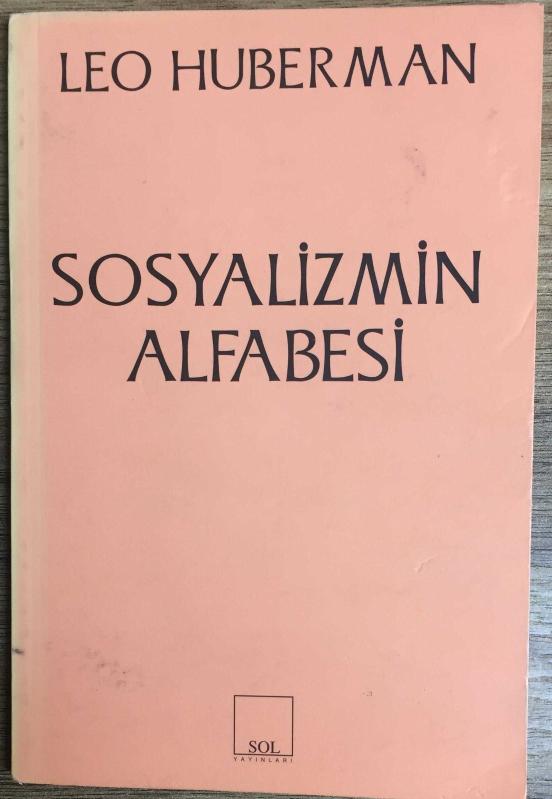 LEO HUBERMAN
SOSYALİZMİN
ALFABESİ
SOL
YAYINLARI